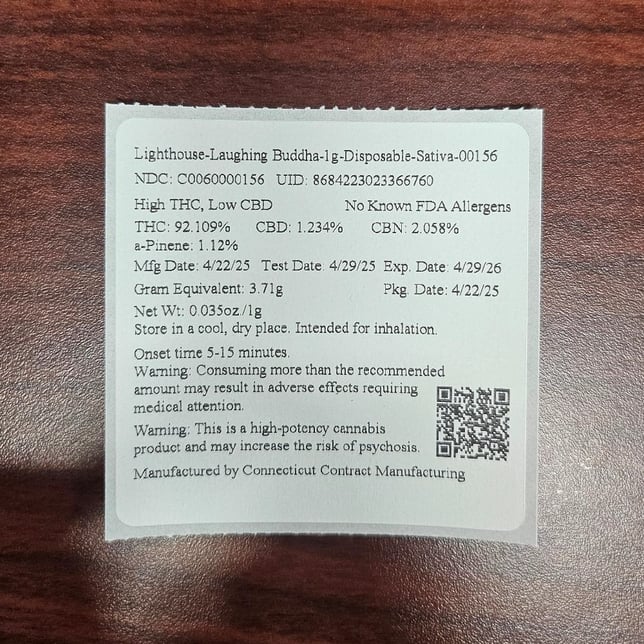 Lighthouse-Laughing Buddha-1g-Disposable-Sativa-00156
NDC: C0060000156 UID: 8684223023366760
High THC, Low CBD No Known FDA Allergens
THC: 92.109% CBD: 1.234% CBN: 2.058%
a-Pinene: 1.12%
Mfg Date: 4/22/25 Test Date: 4/29/25 Exp. Date: 4/29/26
Gram Equivalent: 3.71g Pkg. Date: 4/22/25
Net Wt: 0.035oz./1g
Store in a cool, dry place. Intended for inhalation.
Onset time 5-15 minutes.
Warning: Consuming more than the recommended
amount may result in adverse effects requiring
medical attention.
Warning: This is a high-potency cannabis
product and may increase the risk of psychosis.
Manufactured by Connecticut Contract Manufacturing